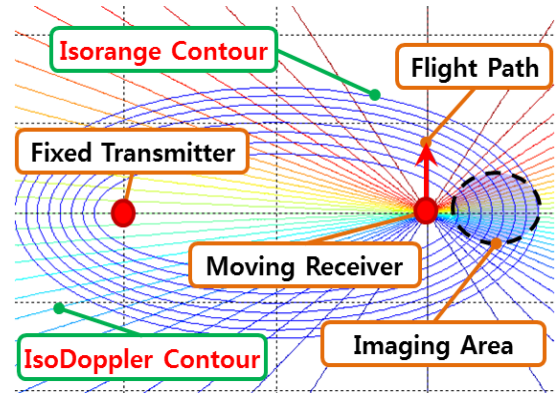 Isorange Contour
Flight Path
Fixed Transmitter
Moving Receiver
Imaging Area
IsoDoppler Contour